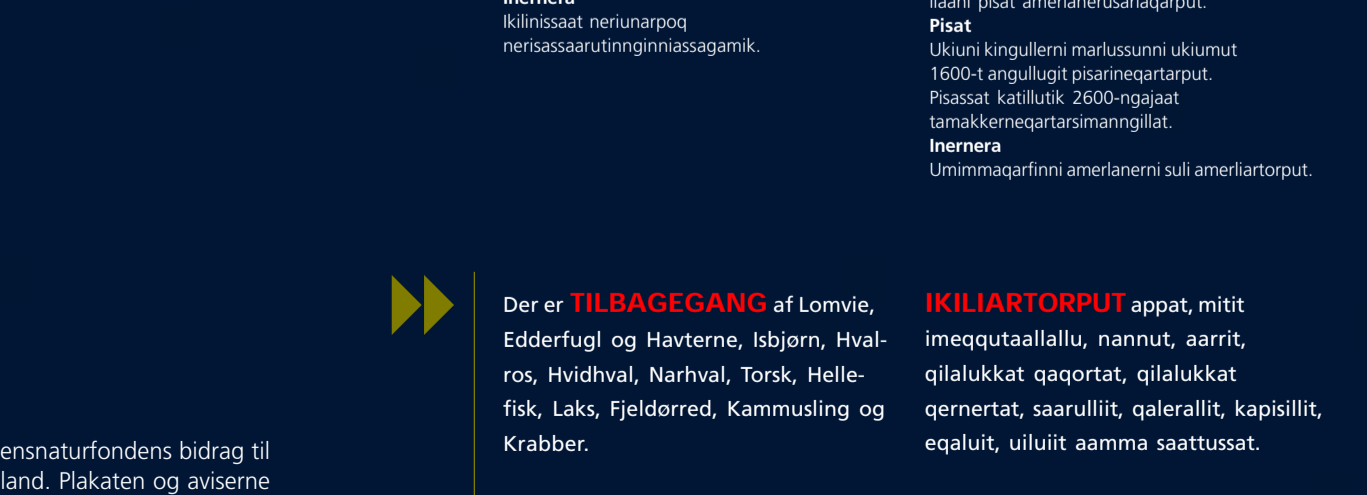 Inernera
Ikilinissaat neriunarpoq
nerisassaarutinnginniassagamik.
ilaani pisat amerlanerusarlaqarput.
Pisat
Ukiuni kingullerni marlussunni ukiumut
1600-t angullugit pisarineqartarput.
Pisassat katillutik 2600-ngajaat
tamakkerneqartarsimanngillat.
Inernera
Umimmaqarfinni amerlanerni suli amerliartorput.
Der er TILBAGEGANG af Lomvie,
Edderfugl og Havterne, Isbjørn, Hval-
ros, Hvidhval, Narhval, Torsk, Helle-
fisk, Laks, Fjeldørred, Kammusling og
Krabber.
IKILIARTORPUT appat, mitit
imeqqutaallallu, nannut, aarrit,
qilalukkat qaqortat, qilalukkat
qernertat, saarulliit, qalerallit, kapisillit,
eqaluit, uiluiit aamma saattussat.
ensnaturfondens bidrag til
land. Plakaten og aviserne